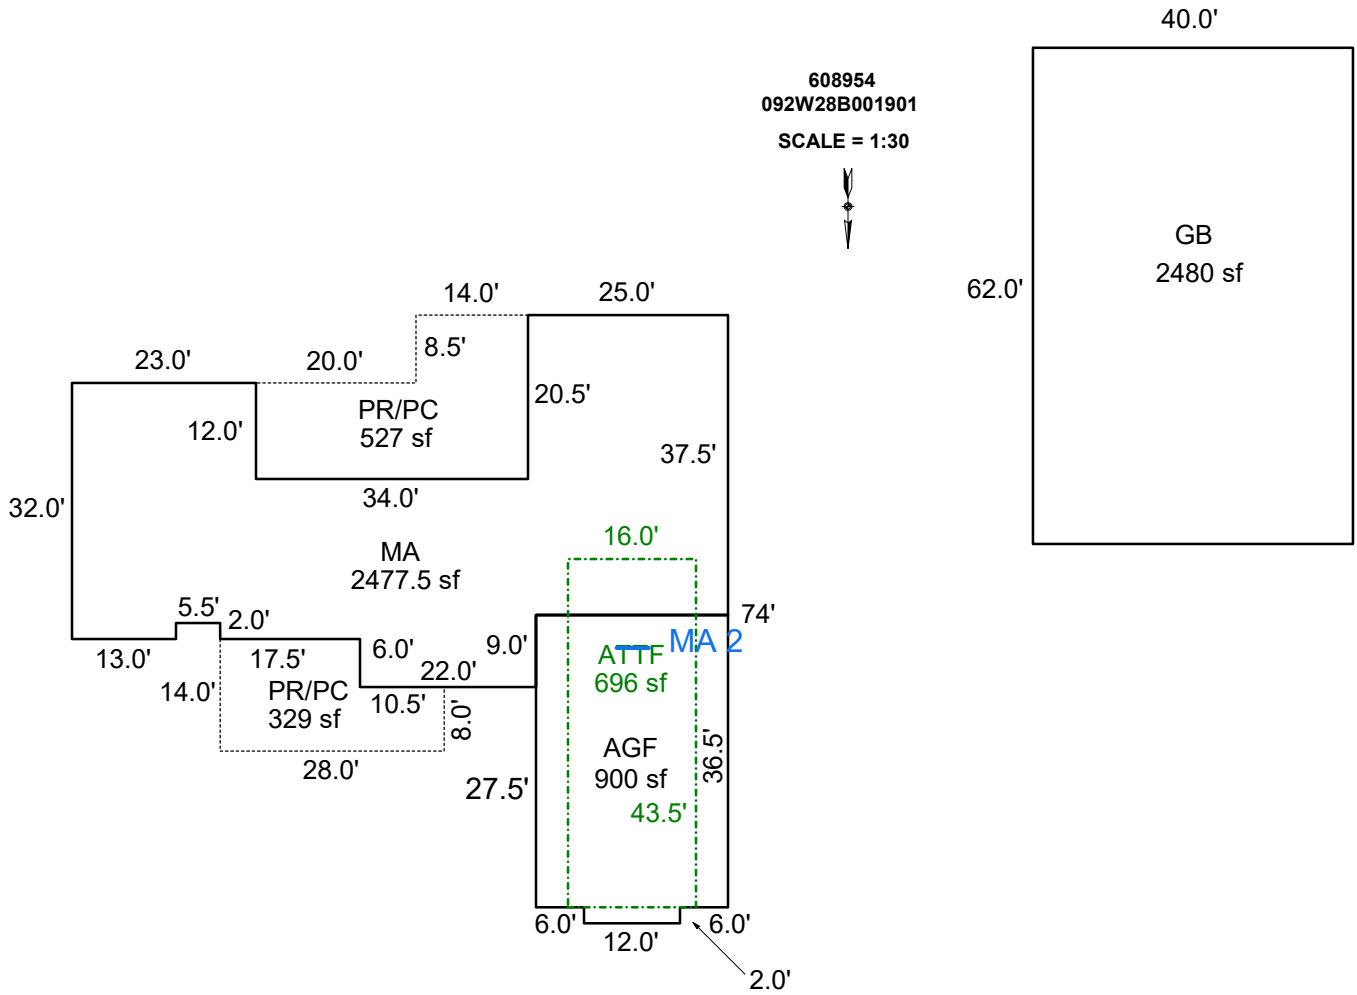 40.0'
608954
092W28B001901
SCALE = 1:30
GB
2480 sf
62.0'
14.0'
25.0'
8.5'
23.0'
20.0'
20.5'
PR/PC
527 sf
12.0'
37.5'
34.0'
32.0'
16.0'
MA
2477.5 sf
5.5'
2.0'
74'
13.0'
17.5'
6.0'
9.0'
22.0'
ATTF
MA 2
696 sf
14.0'
PR/PC
329 sf
10.5'
8.0'
28.0'
27.5'
AGF
900 sf
36.5'
43.5'
6.0'
12.0'
6.0'
2.0'